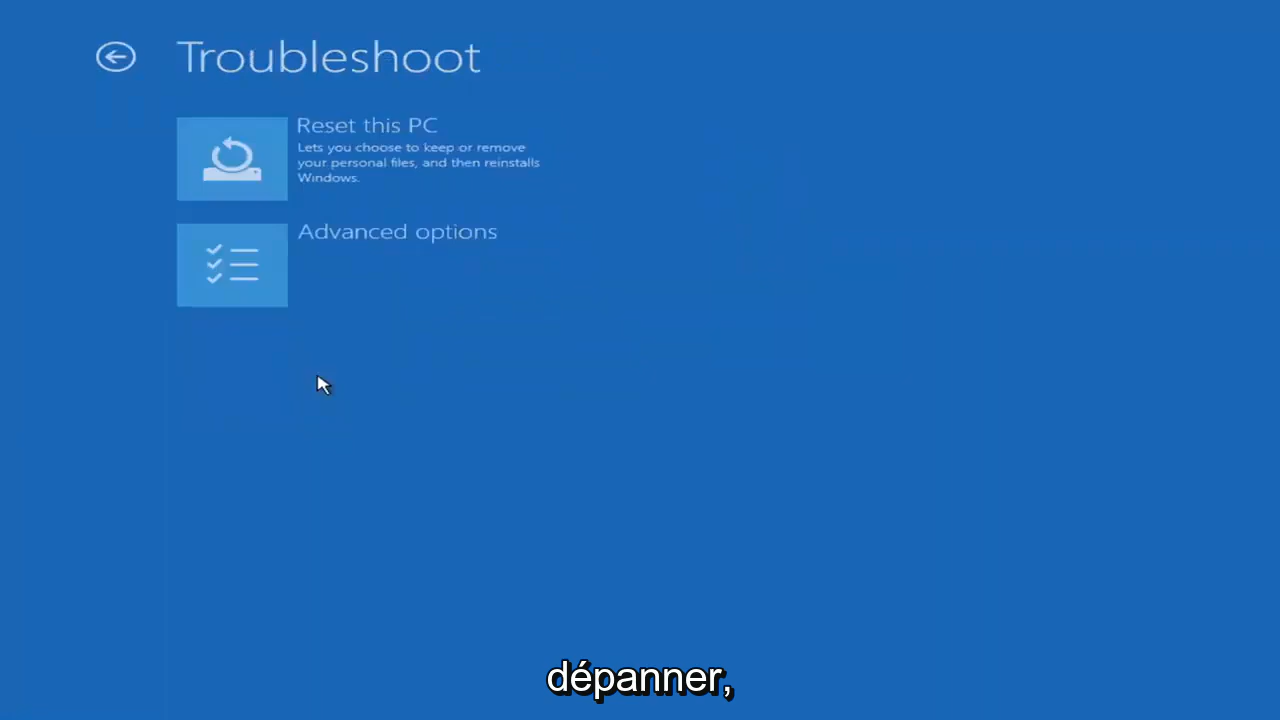 Troubleshoot
Reset this PC
Lets you choose to keep or remove
your personal files, and then reinstalls
Windows.
Advanced options
dépanner,